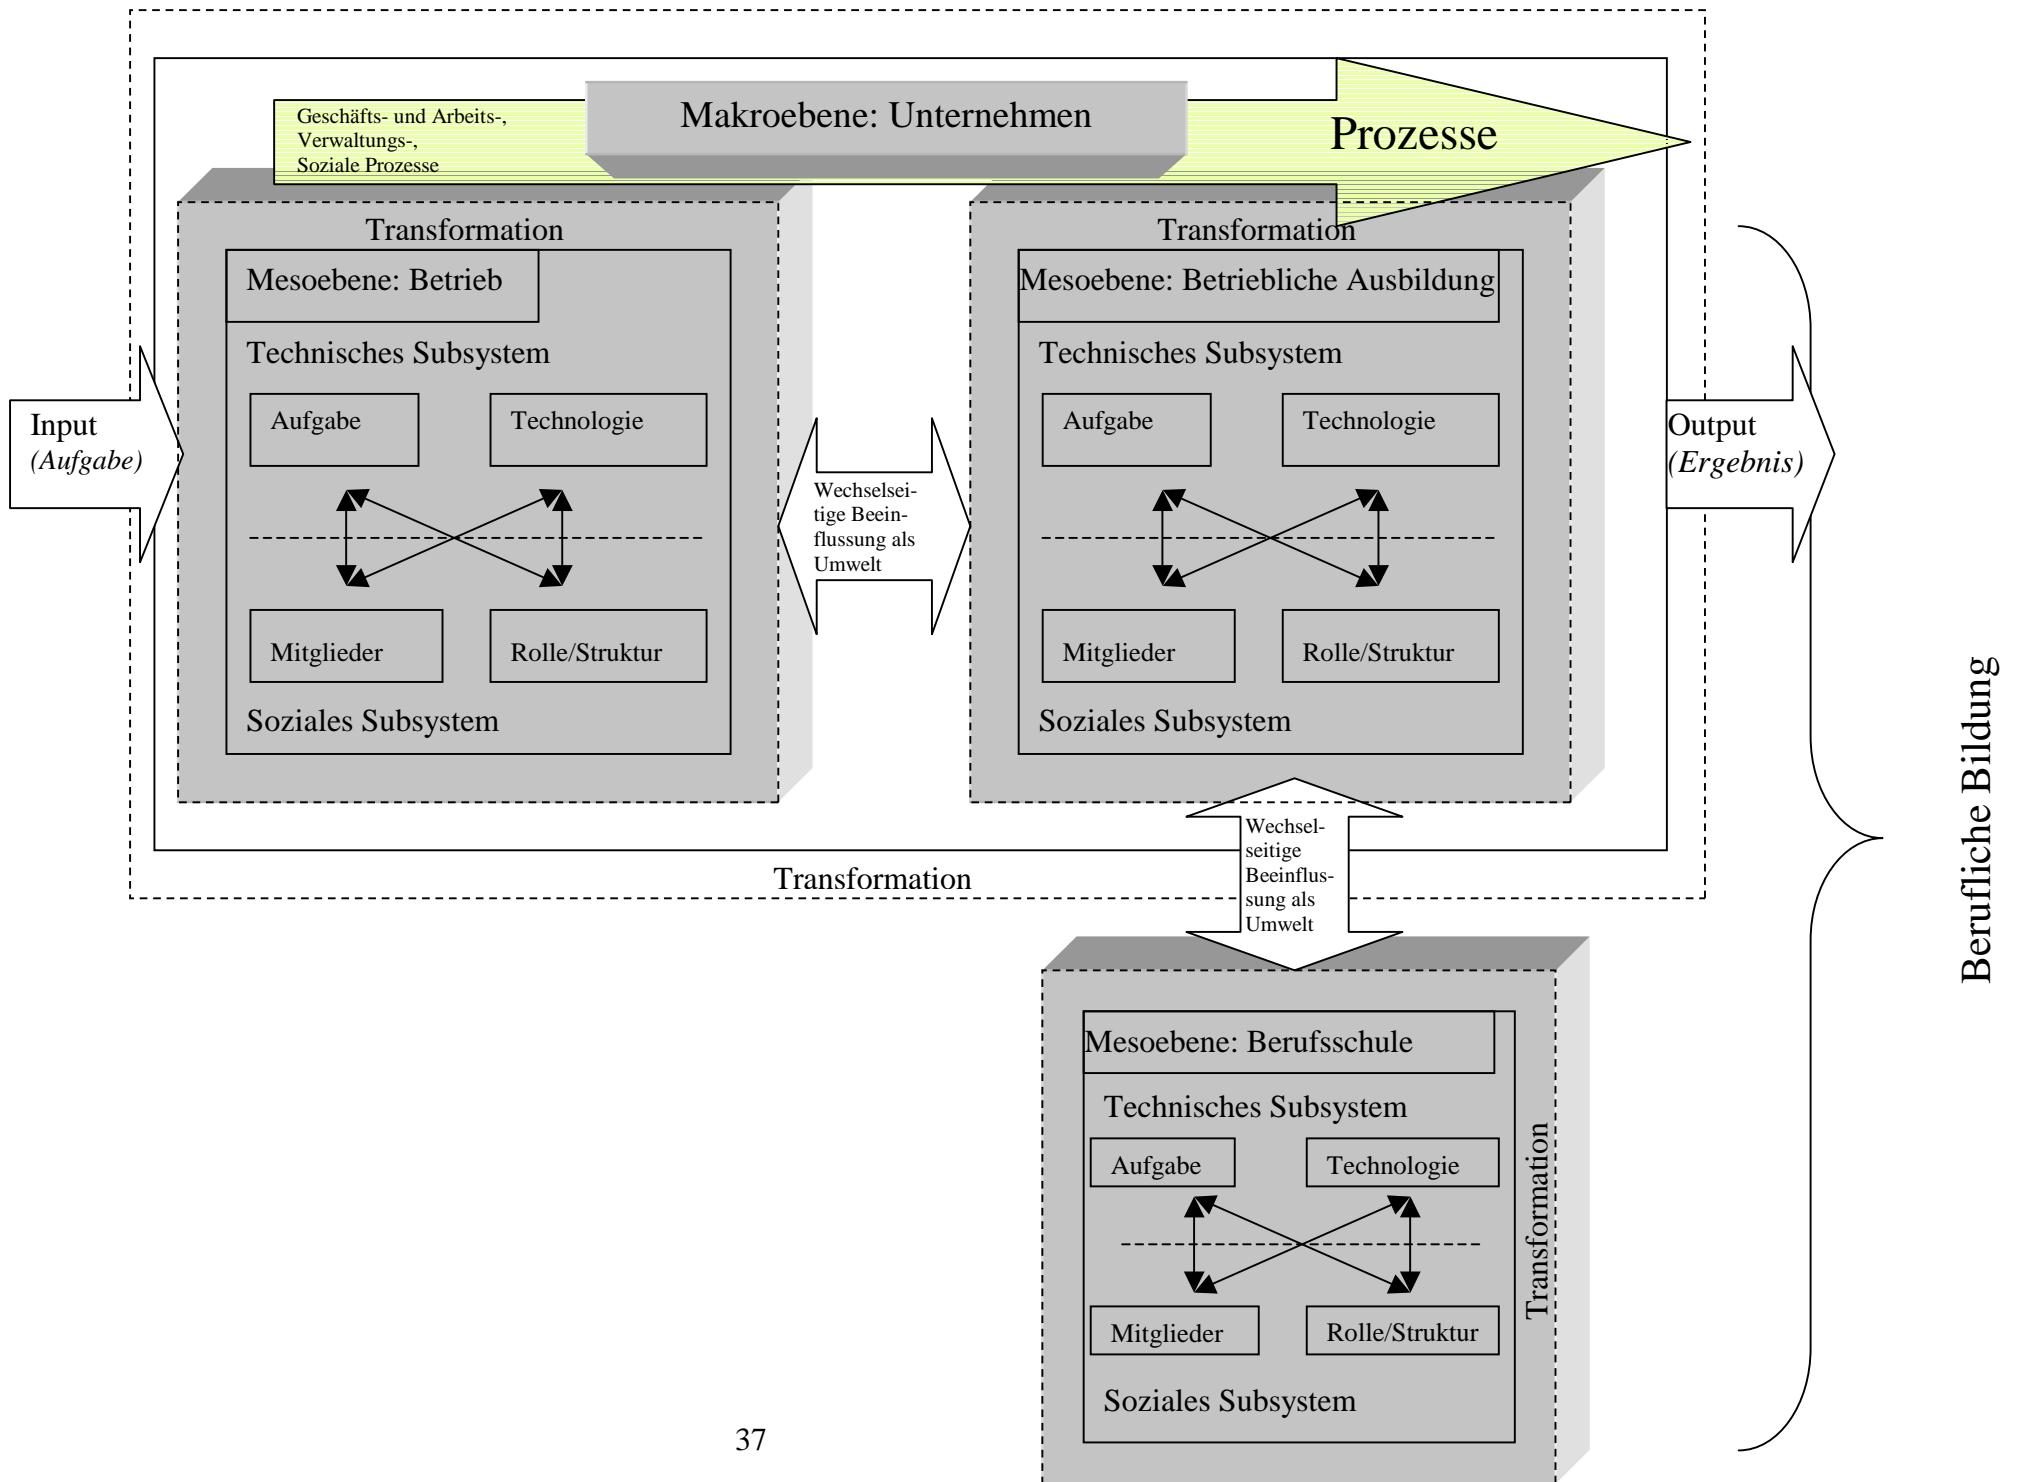 Geschäfts- und Arbeits-,
Verwaltungs-,
Soziale Prozesse
Makroebene: Unternehmen
Prozesse
Transformation
Mesoebene: Betrieb
Technisches Subsystem
Aufgabe
Technologie
Mitglieder
Rolle/Struktur
Soziales Subsystem
Input
(Aufgabe)
Wechselsei-
tige Beein-
flussung als
Umwelt
Transformation
Mesoebene: Betriebliche Ausbildung
Technisches Subsystem
Aufgabe
Technologie
Mitglieder
Rolle/Struktur
Soziales Subsystem
Output
(Ergebnis)
Wechsel-
seitige
Beeinflus-
sung als
Umwelt
Transformation
Mesoebene: Berufsschule
Technisches Subsystem
Aufgabe
Technologie
Mitglieder
Rolle/Struktur
Soziales Subsystem
Transformation
Berufliche Bildung
37